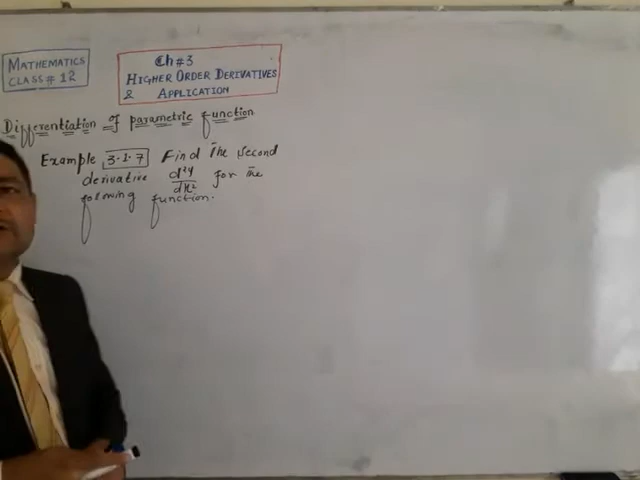 MATHEMATICS
CLASS # 12
Ch # 3
HIGHER ORDER DERIVATIVES
& APPLICATION
Differentiation of parametric function
Example 3.1.7 Find The second
derivative d²y/dx² for The
following function.